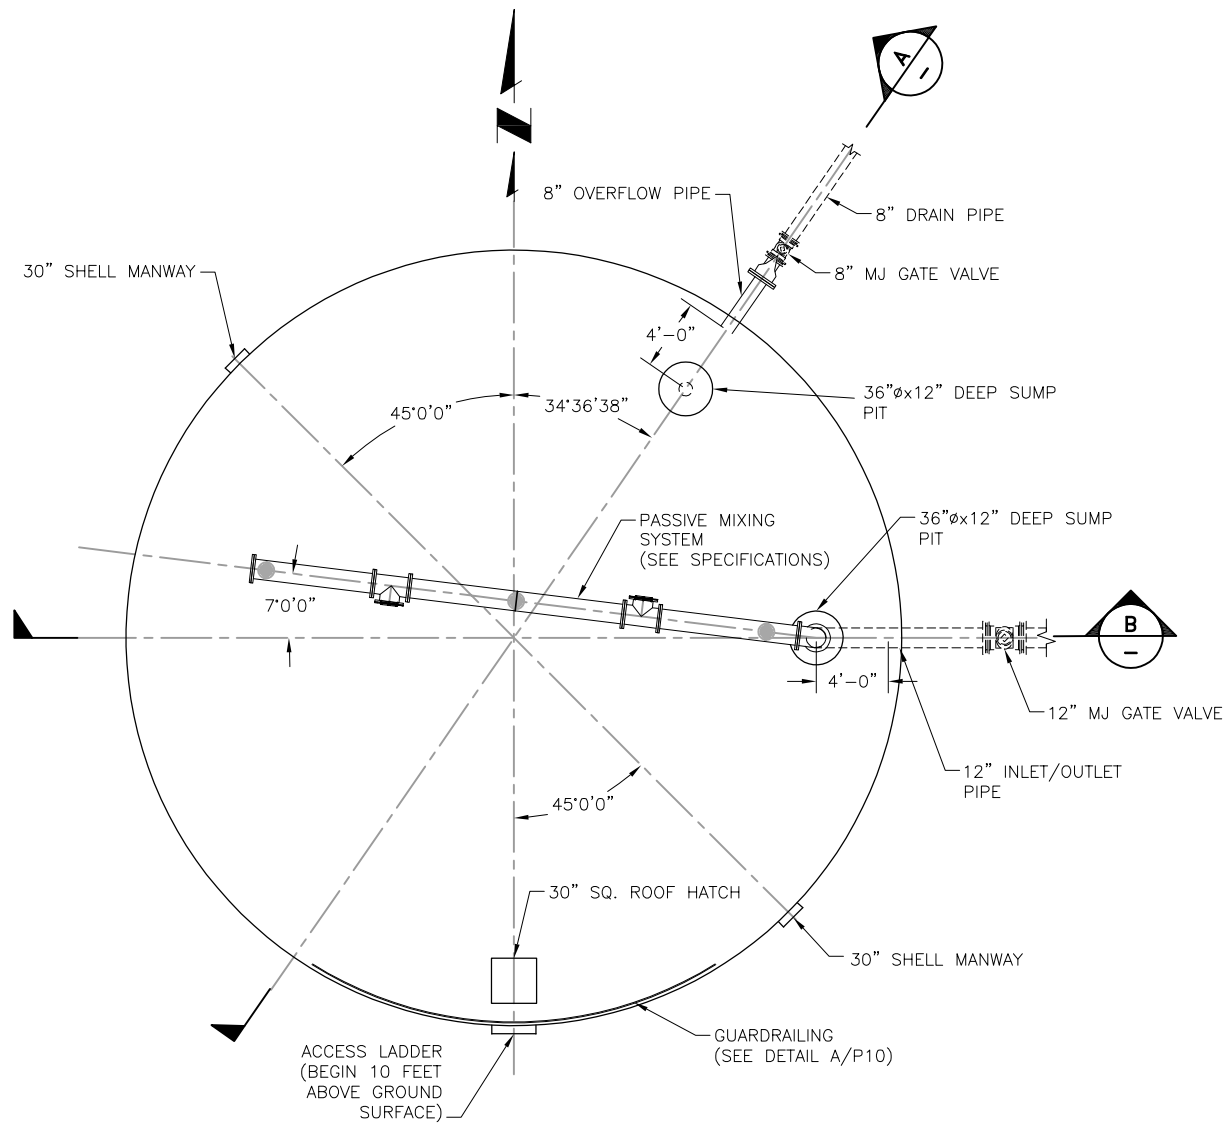 A
–
N
8” OVERFLOW PIPE
8” DRAIN PIPE
30” SHELL MANWAY
8” MJ GATE VALVE
4’–0”
36”øx12” DEEP SUMP
PIT
45°0’0”
34°36’38”
PASSIVE MIXING
SYSTEM
(SEE SPECIFICATIONS)
36”øx12” DEEP SUMP
PIT
7°0’0”
B
–
4’–0”
12” MJ GATE VALVE
12” INLET/OUTLET
PIPE
45°0’0”
30” SQ. ROOF HATCH
30” SHELL MANWAY
GUARDRAILING
(SEE DETAIL A/P10)
ACCESS LADDER
(BEGIN 10 FEET
ABOVE GROUND
SURFACE)